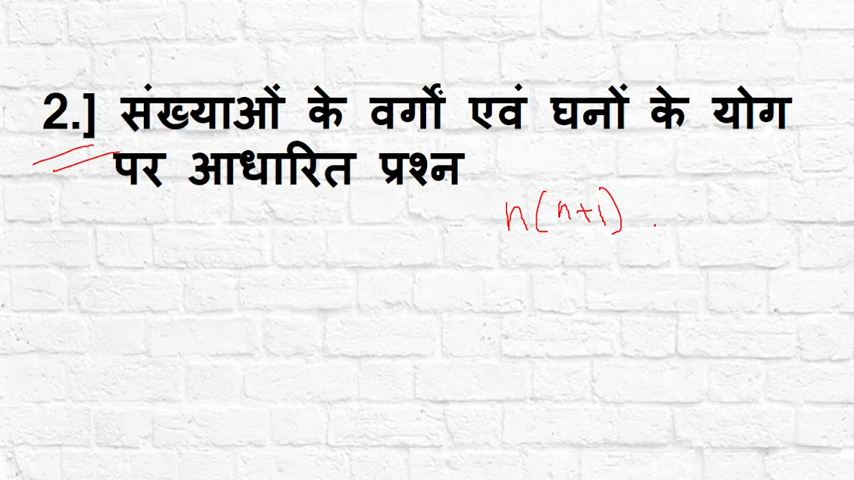 2.] संख्याओं के वर्गों एवं घनों के योग
पर आधारित प्रश्न
n(n+1) .